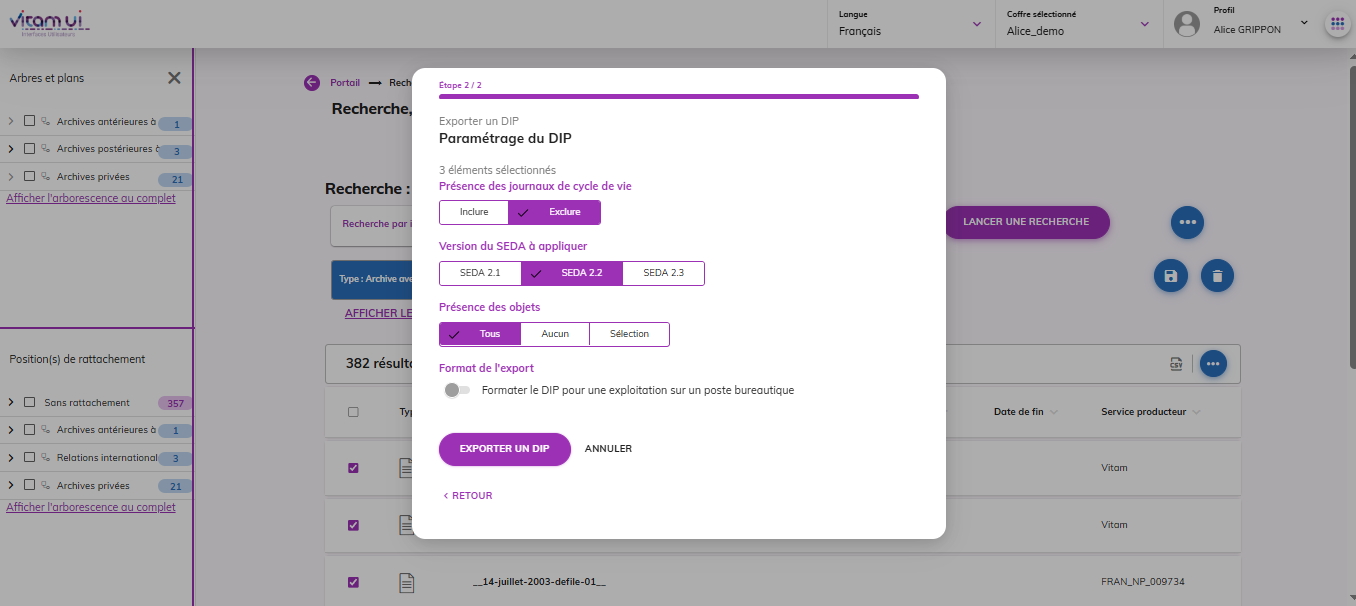 vitam ui
Interfaces Utilisateurs
Langue
Français
Coffre sélectionné
Alice_demo
Profil
Alice GRIPPON
Arbres et plans
Archives antérieures à
1
Archives postérieures à
3
Archives privées
21
Afficher l'arborescence au complet
Position(s) de rattachement
Sans rattachement
357
Archives antérieures à
1
Relations international
3
Archives privées
21
Afficher l'arborescence au complet
Portail
Rech
Recherche,
Recherche :
Recherche par i
LANCER UNE RECHERCHE
Type : Archive ave
AFFICHER LE
382 résulta
CSV
Typ
Date de fin
Service producteur
Vitam
Vitam
__14-juillet-2003-defile-01__
FRAN_NP_009734
Étape 2 / 2
Exporter un DIP
Paramétrage du DIP
3 éléments sélectionnés
Présence des journaux de cycle de vie
Inclure
Exclure
Version du SEDA à appliquer
SEDA 2.1
SEDA 2.2
SEDA 2.3
Présence des objets
Tous
Aucun
Sélection
Format de l'export
Formater le DIP pour une exploitation sur un poste bureautique
EXPORTER UN DIP
ANNULER
RETOUR